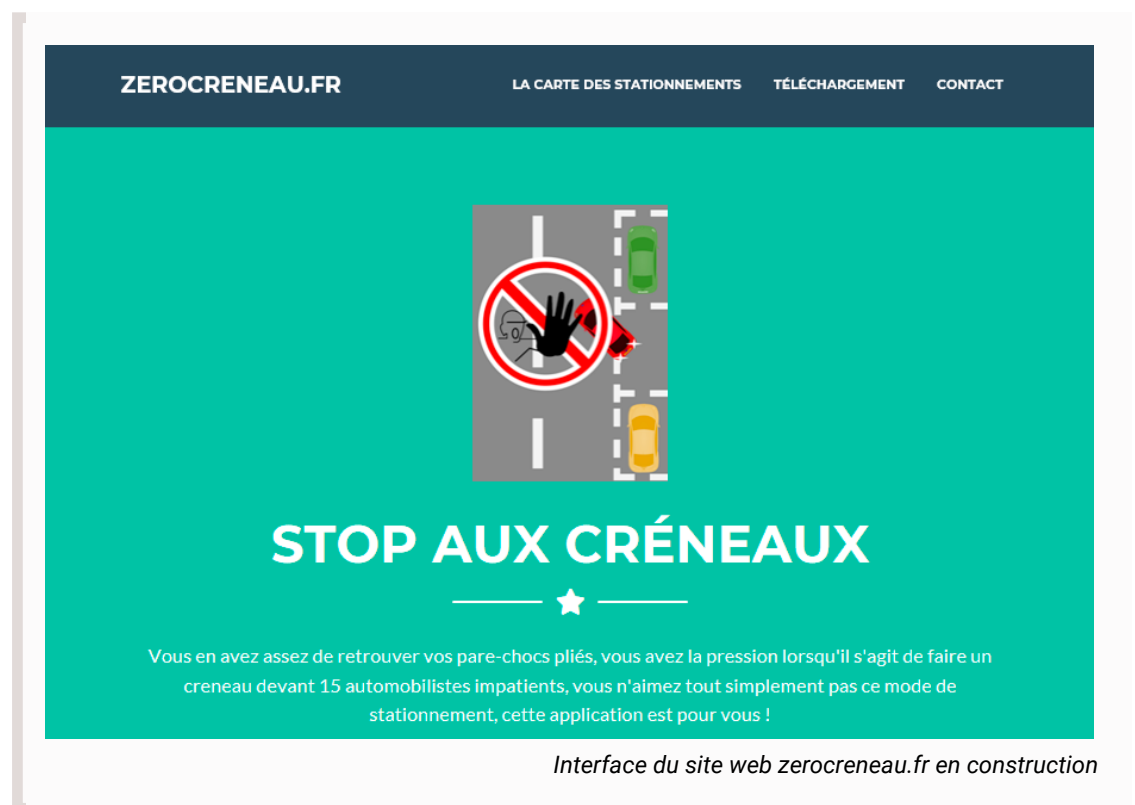 ZEROCRENEAU.FR
LA CARTE DES STATIONNEMENTS
TÉLÉCHARGEMENT
CONTACT
STOP AUX CRÉNEAUX
Vous en avez assez de retrouver vos pare-chocs pliés, vous avez la pression lorsqu'il s'agit de faire un
creneau devant 15 automobilistes impatients, vous n'aimez tout simplement pas ce mode de
stationnement, cette application est pour vous !
Interface du site web zerocreneau.fr en construction